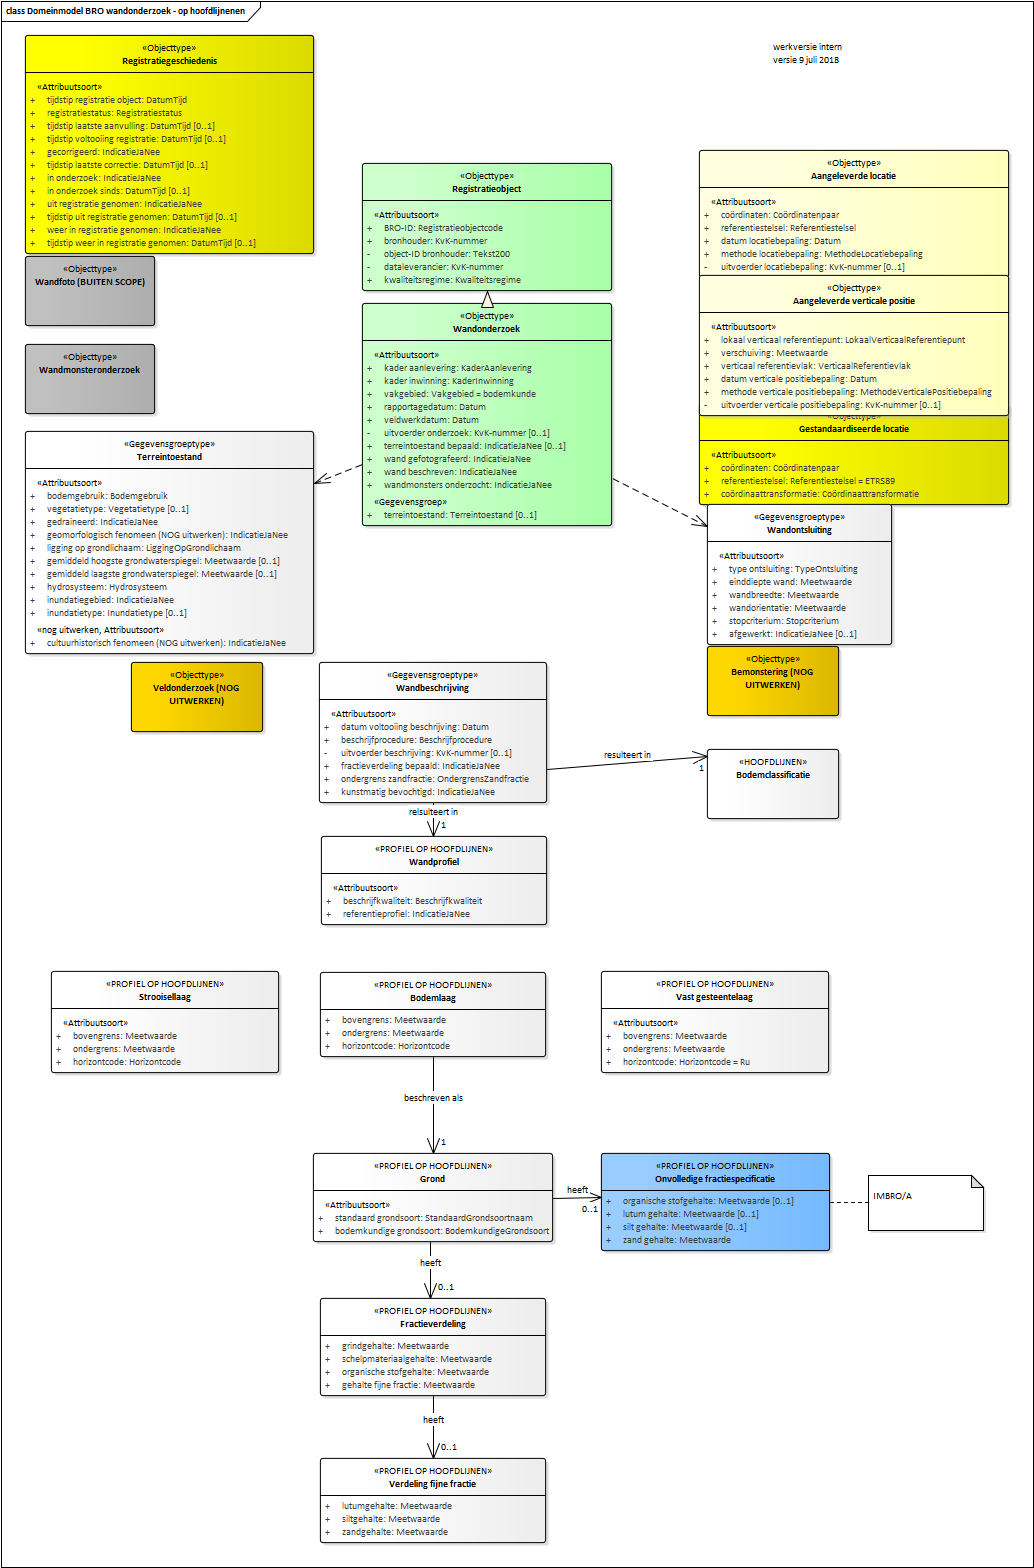 class Domeinmodel BRO wandonderzoek - op hoofdlijnenen
werkversie intern
versie 9 juli 2018
«Objecttype»
Registratiegeschiedenis
«Attribuutsoort»
+ tijdstip registratie object: DatumTijd
+ registratiestatus: Registratiestatus
+ tijdstip laatste aanvulling: DatumTijd [0..1]
+ tijdstip voltooiing registratie: DatumTijd [0..1]
+ gecorrigeerd: IndicatieJaNee
+ tijdstip laatste correctie: DatumTijd [0..1]
+ in onderzoek: IndicatieJaNee
+ in onderzoek sinds: DatumTijd [0..1]
+ uit registratie genomen: IndicatieJaNee
+ tijdstip uit registratie genomen: DatumTijd [0..1]
+ weer in registratie genomen: IndicatieJaNee
+ tijdstip weer in registratie genomen: DatumTijd [0..1]
«Objecttype»
Wandfoto (BUITEN SCOPE)
«Objecttype»
Wandmonsteronderzoek
«Objecttype»
Registratieobject
«Attribuutsoort»
+ BRO-ID: Registratieobjectcode
+ bronhouder: KvK-nummer
- object-ID bronhouder: Tekst200
- dataleverancier: KvK-nummer
+ kwaliteitsregime: Kwaliteitsregime
«Objecttype»
Wandonderzoek
«Attribuutsoort»
+ kader aanlevering: KaderAanlevering
+ kader inwinning: KaderInwinning
+ vakgebied: Vakgebied = bodemkunde
+ rapportagedatum: Datum
+ veldwerkdatum: Datum
- uitvoerder onderzoek: KvK-nummer [0..1]
+ terreintoestand bepaald: IndicatieJaNee [0..1]
+ wand gefotografeerd: IndicatieJaNee
+ wand beschreven: IndicatieJaNee
+ wandmonsters onderzocht: IndicatieJaNee
«Gegevensgroep»
+ terreintoestand: Terreintoestand [0..1]
«Objecttype»
Aangeleverde locatie
«Attribuutsoort»
+ coördinaten: Coördinatenpaar
+ referentiestelsel: Referentiestelsel
+ datum locatiebepaling: Datum
+ methode locatiebepaling: MethodeLocatiebepaling
- uitvoerder locatiebepaling: KvK-nummer [0..1]
«Objecttype»
Aangeleverde verticale positie
«Attribuutsoort»
+ lokaal verticaal referentiepunt: LokaalVerticaalReferentiepunt
+ verschuiving: Meetwaarde
+ verticaal referentievlak: VerticaalReferentievlak
+ datum verticale positiebepaling: Datum
+ methode verticale positiebepaling: MethodeVerticalePositiebepaling
- uitvoerder verticale positiebepaling: KvK-nummer [0..1]
«Objecttype»
Gestandaardiseerde locatie
«Attribuutsoort»
+ coördinaten: Coördinatenpaar
+ referentiestelsel: Referentiestelsel = ETRS89
+ coördinaattransformatie: Coördinaattransformatie
«Gegevensgroeptype»
Terreintoestand
«Attribuutsoort»
+ bodemgebruik: Bodemgebruik
+ vegetatietype: Vegetatietype [0..1]
+ gedraineerd: IndicatieJaNee
+ geomorfologisch fenomeen (NOG uitwerken): IndicatieJaNee
+ ligging op grondlichaam: LiggingOpGrondlichaam
+ gemiddeld hoogste grondwaterspiegel: Meetwaarde [0..1]
+ gemiddeld laagste grondwaterspiegel: Meetwaarde [0..1]
+ hydrosysteem: Hydrosysteem
+ inundatiegebied: IndicatieJaNee
+ inundatietype: Inundatietype [0..1]
«nog uitwerken, Attribuutsoort»
+ cultuurhistorisch fenomeen (NOG uitwerken): IndicatieJaNee
«Gegevensgroeptype»
Wandontsluiting
«Attribuutsoort»
+ type ontsluiting: TypeOntsluiting
+ einddiepte wand: Meetwaarde
+ wandbreedte: Meetwaarde
+ wandorientatie: Meetwaarde
+ stopcriterium: Stopcriterium
+ afgewerkt: IndicatieJaNee [0..1]
«Objecttype»
Veldonderzoek (NOG
UITWERKEN)
«Gegevensgroeptype»
Wandbeschrijving
«Attribuutsoort»
+ datum voltooiing beschrijving: Datum
+ beschrijfprocedure: Beschrijfprocedure
- uitvoerder beschrijving: KvK-nummer [0..1]
+ fractieverdeling bepaald: IndicatieJaNee
+ ondergrens zandfractie: OndergrensZandfractie
+ kunstmatig bevochtigd: IndicatieJaNee
«Objecttype»
Bemonstering (NOG
UITWERKEN)
resulteert in
1
«HOOFDLIJNEN»
Bodemclassificatie
relsulteert in
1
«PROFIEL OP HOOFDLIJNEN»
Wandprofiel
«Attribuutsoort»
+ beschrijfkwaliteit: Beschrijfkwaliteit
+ referentieprofiel: IndicatieJaNee
«PROFIEL OP HOOFDLIJNEN»
Strooisellaag
«Attribuutsoort»
+ bovengrens: Meetwaarde
+ ondergrens: Meetwaarde
+ horizontcode: Horizontcode
«PROFIEL OP HOOFDLIJNEN»
Bodemlaag
+ bovengrens: Meetwaarde
+ ondergrens: Meetwaarde
+ horizontcode: Horizontcode
«PROFIEL OP HOOFDLIJNEN»
Vast gesteentelaag
«Attribuutsoort»
+ bovengrens: Meetwaarde
+ ondergrens: Meetwaarde
+ horizontcode: Horizontcode = Ru
beschreven als
1
«PROFIEL OP HOOFDLIJNEN»
Grond
«Attribuutsoort»
+ standaard grondsoort: StandaardGrondsoortnaam
+ bodemkundige grondsoort: BodemkundigeGrondsoort
heeft
0..1
«PROFIEL OP HOOFDLIJNEN»
Onvolledige fractiespecificatie
+ organische stofgehalte: Meetwaarde [0..1]
+ lutum gehalte: Meetwaarde [0..1]
+ silt gehalte: Meetwaarde [0..1]
+ zand gehalte: Meetwaarde
IMBRO/A
heeft
0..1
«PROFIEL OP HOOFDLIJNEN»
Fractieverdeling
+ grindgehalte: Meetwaarde
+ schelpmateriaalgehalte: Meetwaarde
+ organische stofgehalte: Meetwaarde
+ gehalte fijne fractie: Meetwaarde
heeft
0..1
«PROFIEL OP HOOFDLIJNEN»
Verdeling fijne fractie
+ lutumgehalte: Meetwaarde
+ siltgehalte: Meetwaarde
+ zandgehalte: Meetwaarde